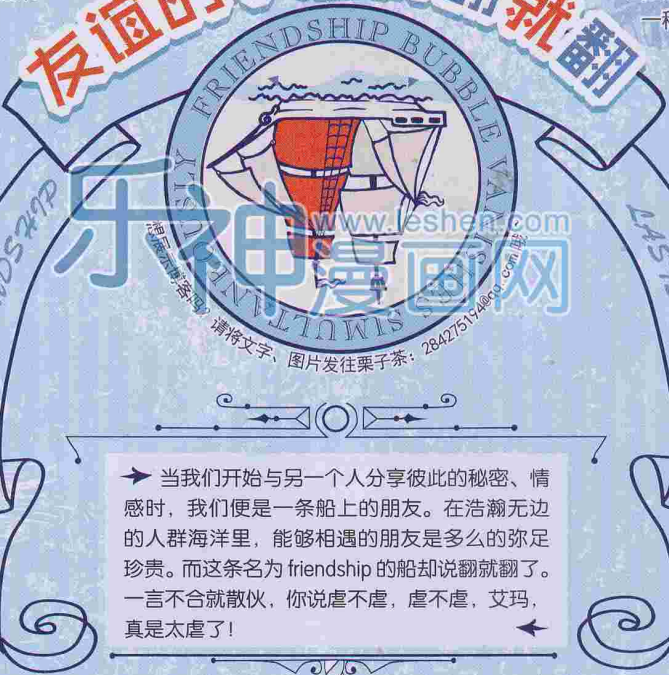 友谊的
就翻
FRIENDSHIP BUBBLE VANISHES SIMULTANEOUSLY
乐神漫画网
www.leshen.com
请将文字、图片发往栗子茶：284275194@qq.com哦
当我们开始与另一个人分享彼此的秘密、情
感时，我们便是一条船上的朋友。在浩瀚无边
的人群海洋里，能够相遇的朋友是多么的弥足
珍贵。而这条名为 friendship 的船却说翻就翻了。
一言不合就散伙，你说虐不虐，虐不虐，艾玛，
真是太虐了！